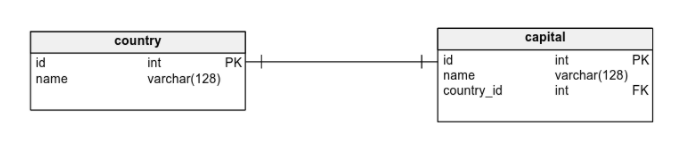 country
id int PK
name varchar(128)
capital
id int PK
name varchar(128)
country_id int FK